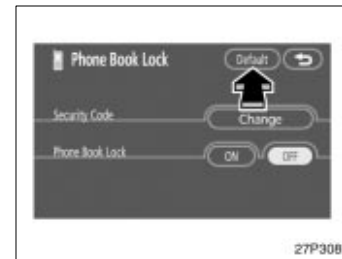 Phone Book Lock Default
Security Code Change
Phone Book Lock ON OFF
27P308